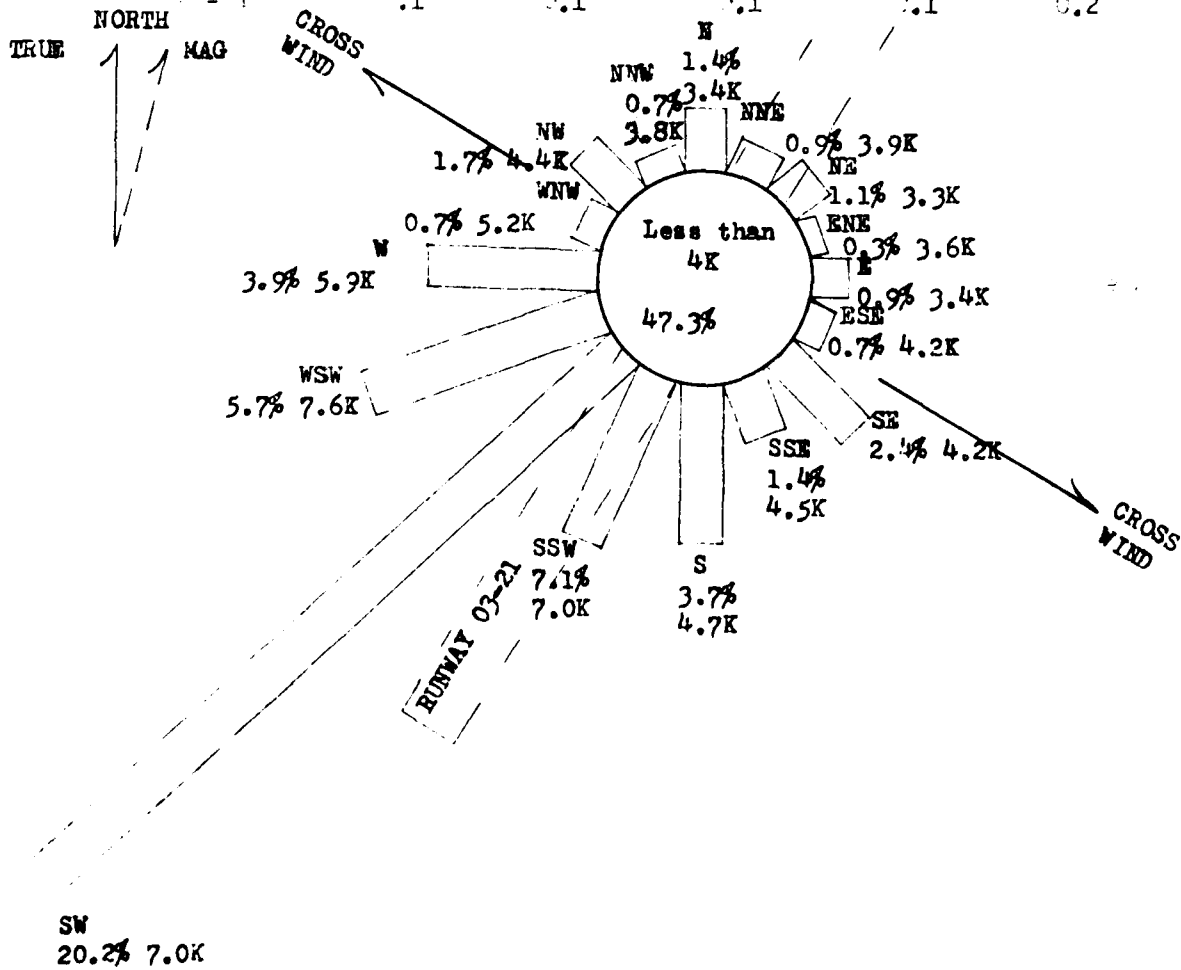 0.2
NORTH
TRUE MAG
CROSS
WIND
N
1.4%
3.4K
NNW
0.7%
3.8K
NNE
0.9% 3.9K
NW
1.7% 4.4K
NE
1.1% 3.3K
WNW
0.7% 5.2K
ENE
0.3% 3.6K
Less than
4K
47.3%
W
3.9% 5.9K
E
0.9% 3.4K
ESE
0.7% 4.2K
WSW
5.7% 7.6K
SE
2.4% 4.2K
SSE
1.4%
4.5K
CROSS
WIND
SSW
7.1%
7.0K
S
3.7%
4.7K
RUNWAY 03-21
SW
20.2% 7.0K